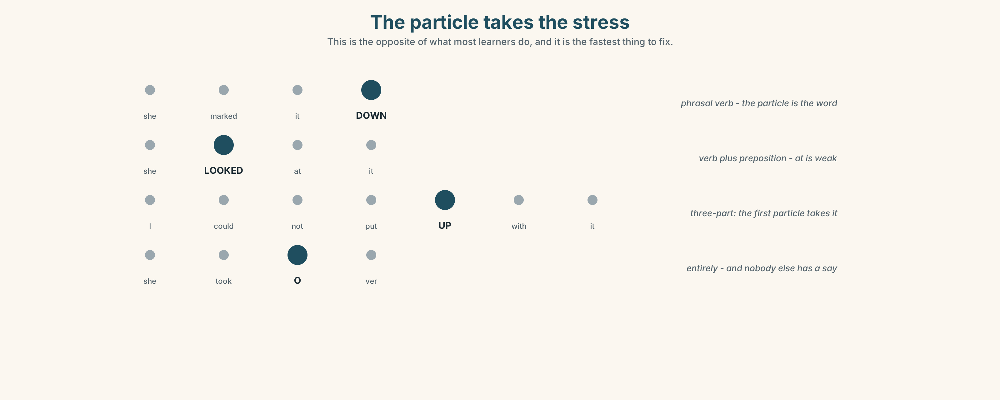 The particle takes the stress
This is the opposite of what most learners do, and it is the fastest thing to fix.
phrasal verb - the particle is the word
she marked it DOWN
verb plus preposition - at is weak
she LOOKED at it
three-part: the first particle takes it
I could not put UP with it
entirely - and nobody else has a say
she took O ver